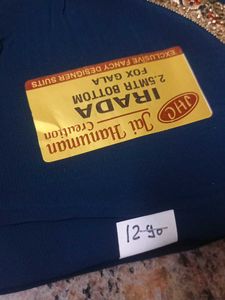 JHC
Jai Hanuman
Creation
IRADA
2.5MTR BOTTOM
FOX GALA
EXCLUSIVE FANCY DESIGNER SUITS
12-90